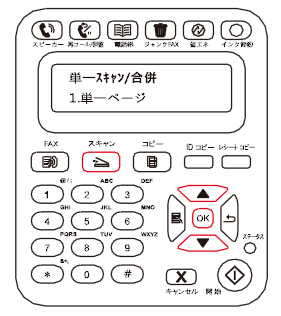 スピーカー 再コール/削除 電話帳 ジャンクFAX 省エネ インク節約
単一スキャン/合併
1.単一ページ
FAX スキャン コピー ID コピー レシートコピー
@./: ABC DEF
1 2 3
GHI JKL MNO
4 5 6
OK
PQRS TUV WXYZ
7 8 9
ステータス
&*,
* 0 #
X
キャンセル 開始